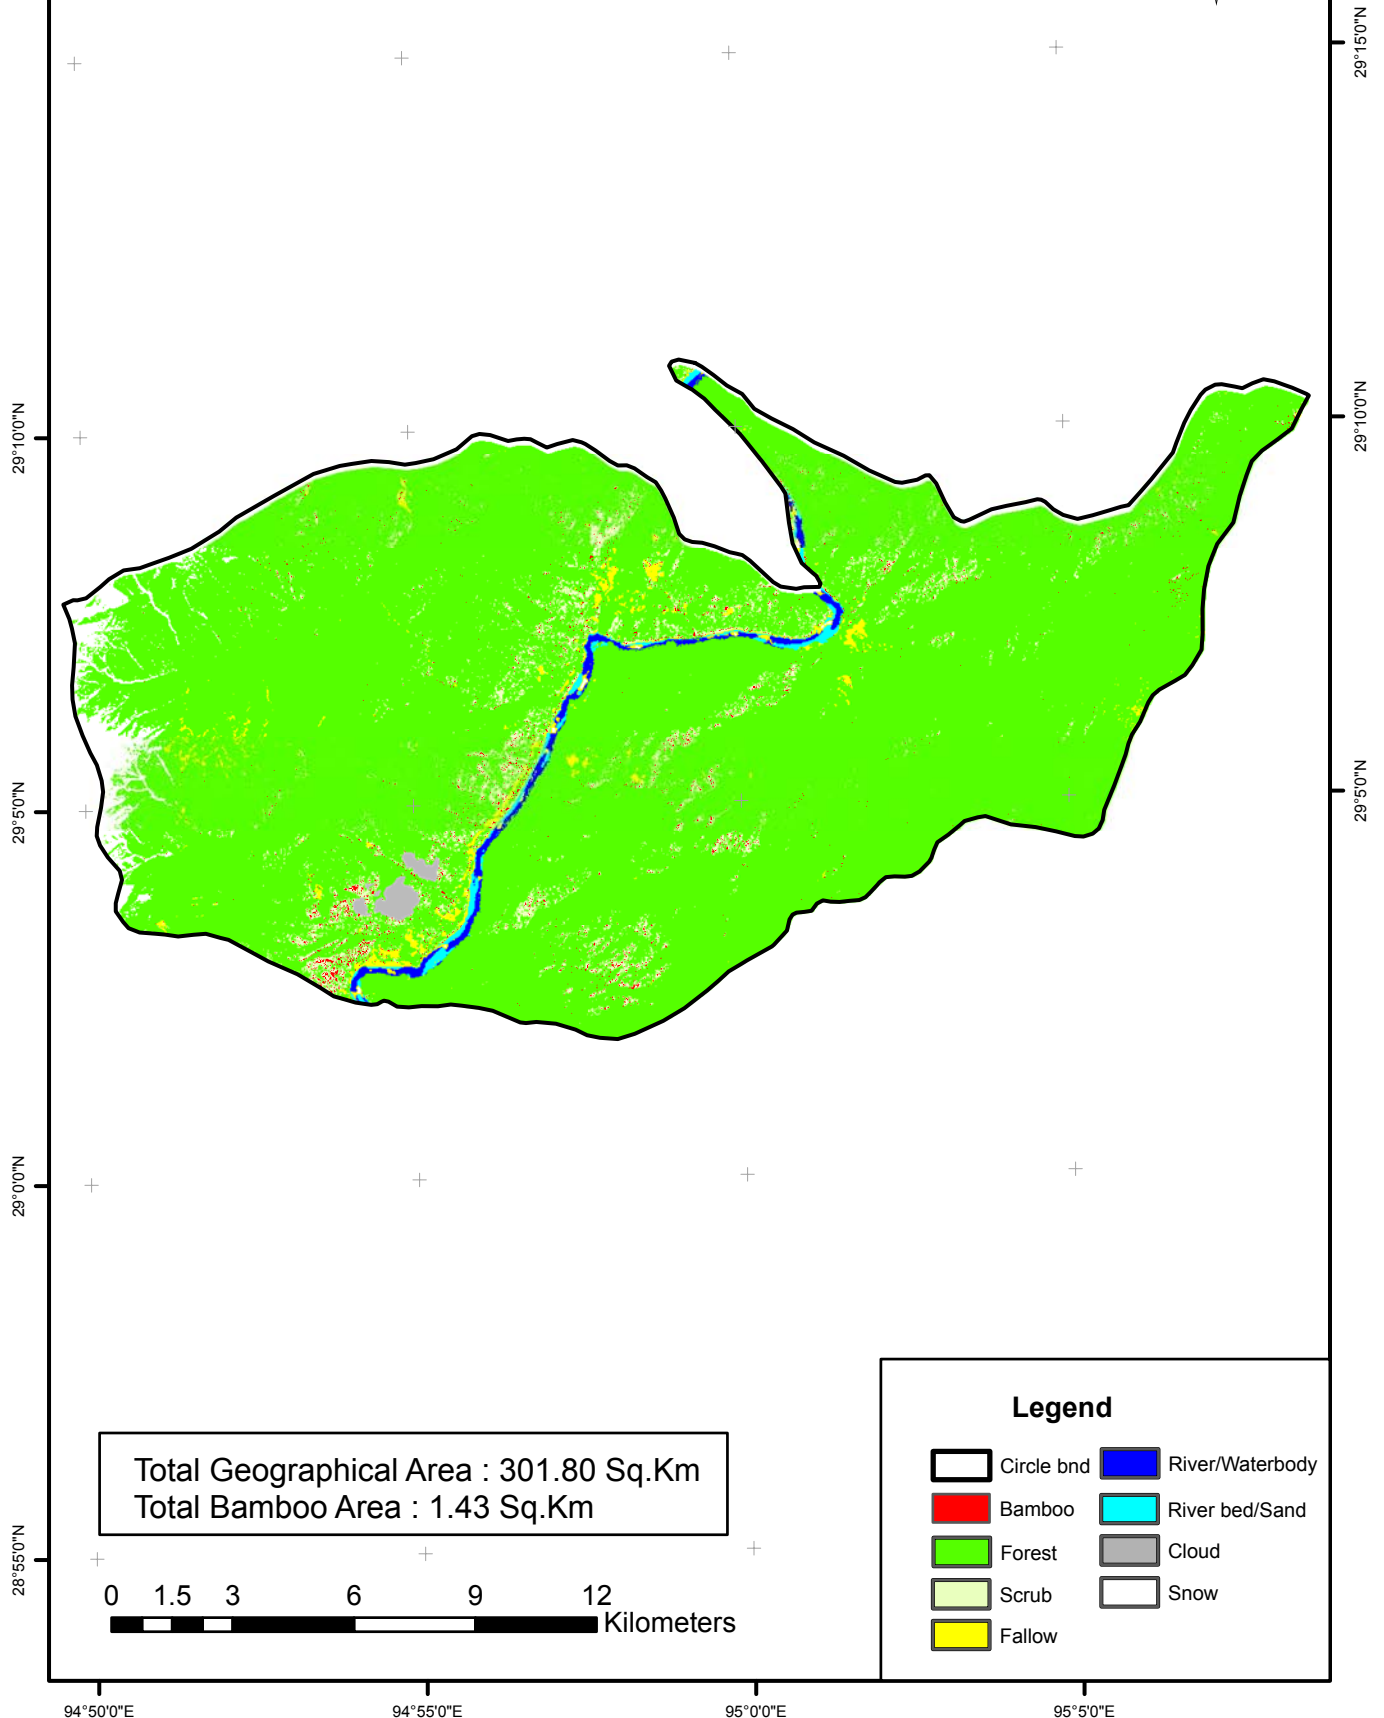 29°15'0"N
29°10'0"N
29°10'0"N
29°5'0"N
29°5'0"N
29°0'0"N
28°55'0"N
Total Geographical Area : 301.80 Sq.Km
Total Bamboo Area : 1.43 Sq.Km
0 1.5 3 6 9 12
Kilometers
Legend
Circle bnd
Bamboo
Forest
Scrub
Fallow
River/Waterbody
River bed/Sand
Cloud
Snow
94°50'0"E 94°55'0"E 95°0'0"E 95°5'0"E